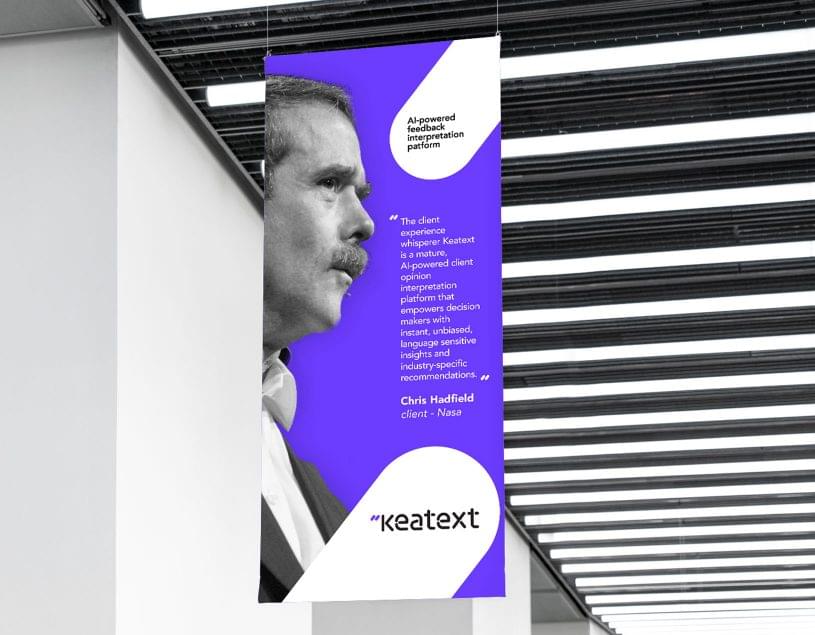 AI-powered
feedback
interpretation
patform
" The client
experience
whisperer Keatext
is a mature,
AI-powered client
opinion
interpretation
platform that
empowers decision
makers with
instant, unbiased,
language sensitive
insights and
industry-specific
recommendations. "
Chris Hadfield
client - Nasa
"Keatext